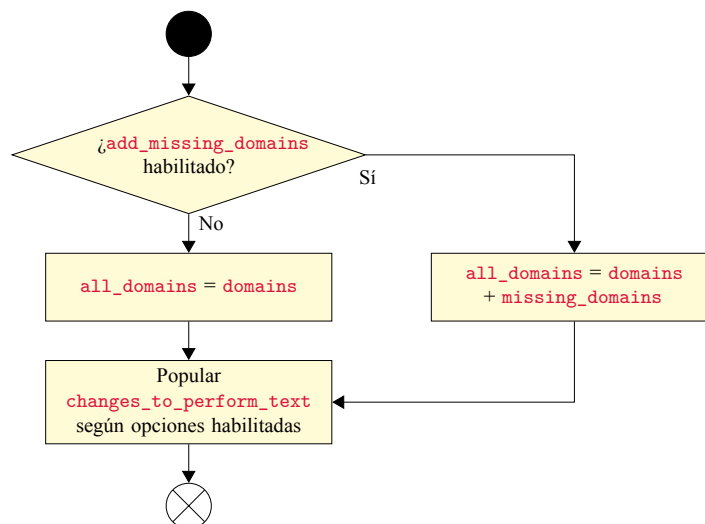 ¿add_missing_domains
habilitado?
Sí
No
all_domains = domains
all_domains = domains
+ missing_domains
Popular
changes_to_perform_text
según opciones habilitadas